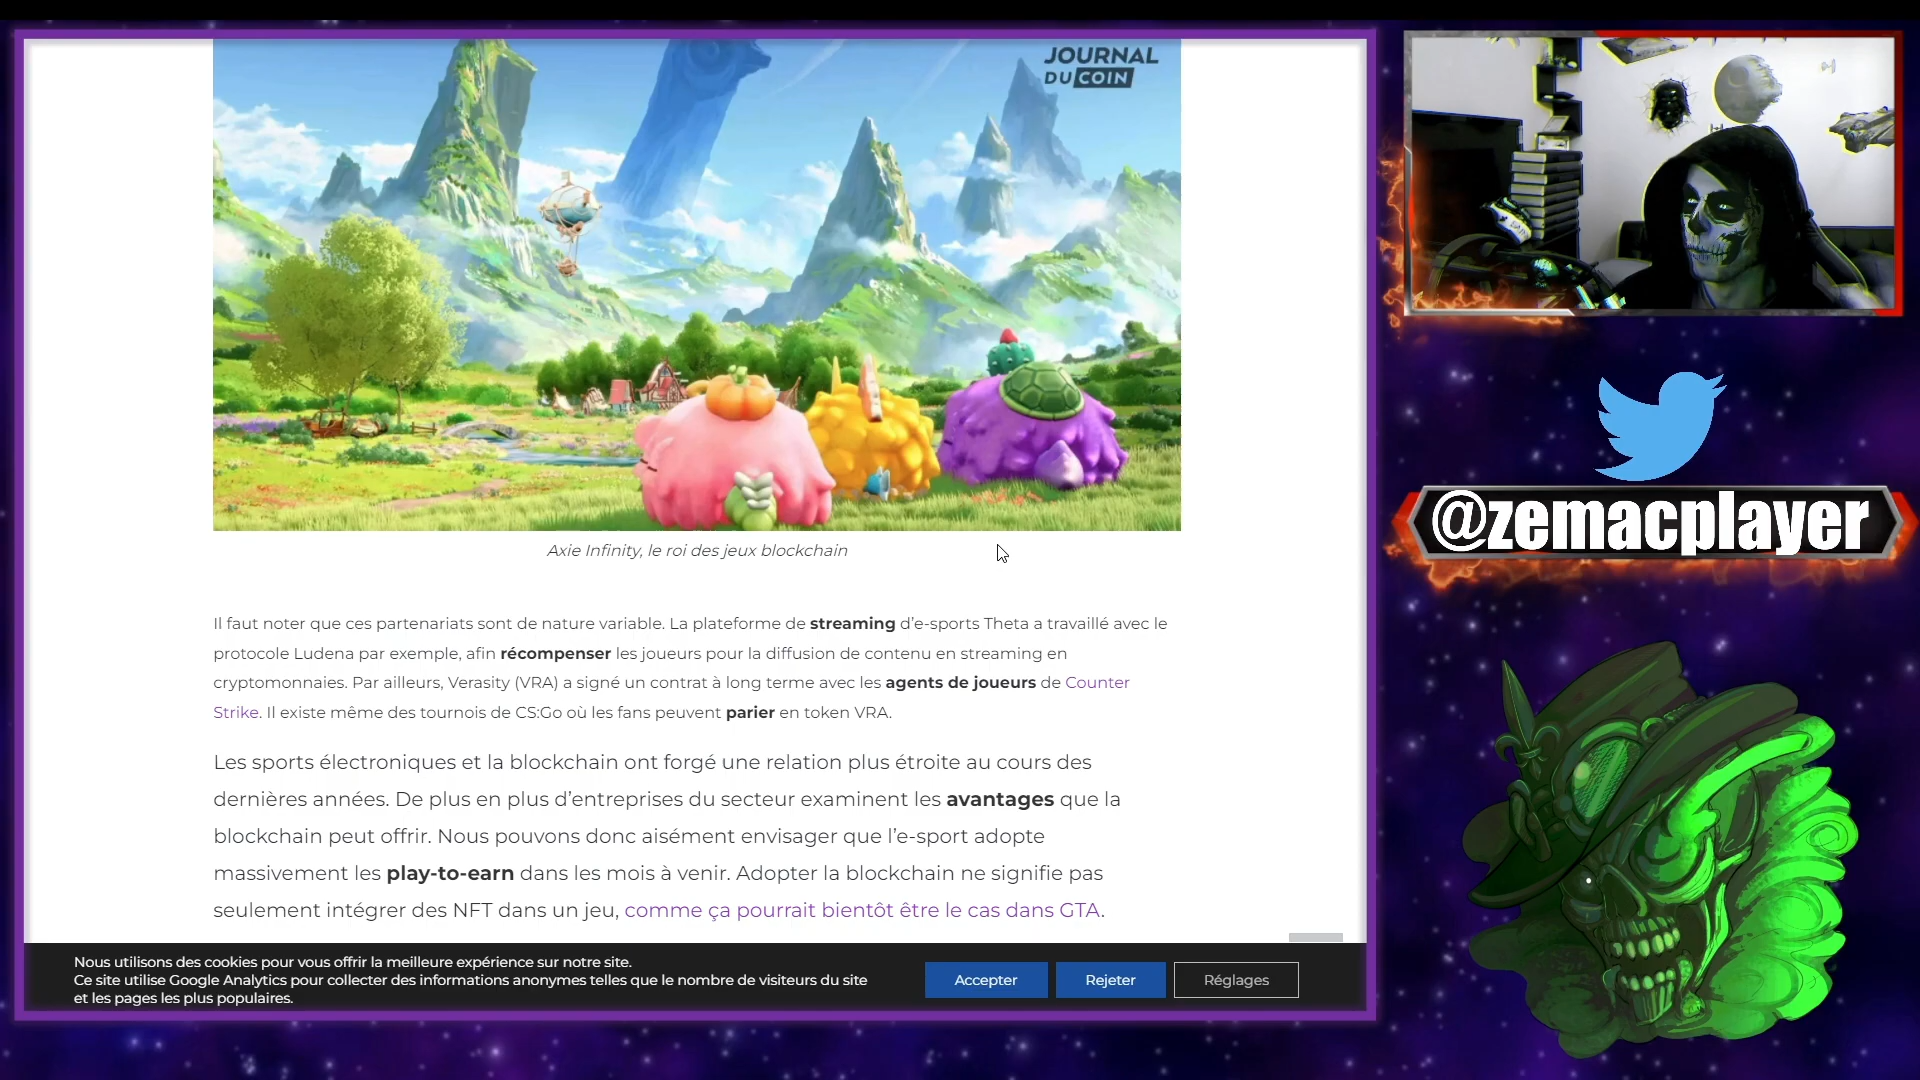 JOURNAL
DU COIN
Axie Infinity, le roi des jeux blockchain
Il faut noter que ces partenariats sont de nature variable. La plateforme de streaming d’e-sports Theta a travaillé avec le
protocole Ludena par exemple, afin récompenser les joueurs pour la diffusion de contenu en streaming en
cryptomonnaies. Par ailleurs, Verasity (VRA) a signé un contrat à long terme avec les agents de joueurs de Counter
Strike. Il existe même des tournois de CS:Go où les fans peuvent parier en token VRA.
Les sports électroniques et la blockchain ont forgé une relation plus étroite au cours des
dernières années. De plus en plus d’entreprises du secteur examinent les avantages que la
blockchain peut offrir. Nous pouvons donc aisément envisager que l’e-sport adopte
massivement les play-to-earn dans les mois à venir. Adopter la blockchain ne signifie pas
seulement intégrer des NFT dans un jeu, comme ça pourrait bientôt être le cas dans GTA.
Nous utilisons des cookies pour vous offrir la meilleure expérience sur notre site.
Ce site utilise Google Analytics pour collecter des informations anonymes telles que le nombre de visiteurs du site
et les pages les plus populaires.
Accepter
Rejeter
Réglages
@zemacplayer